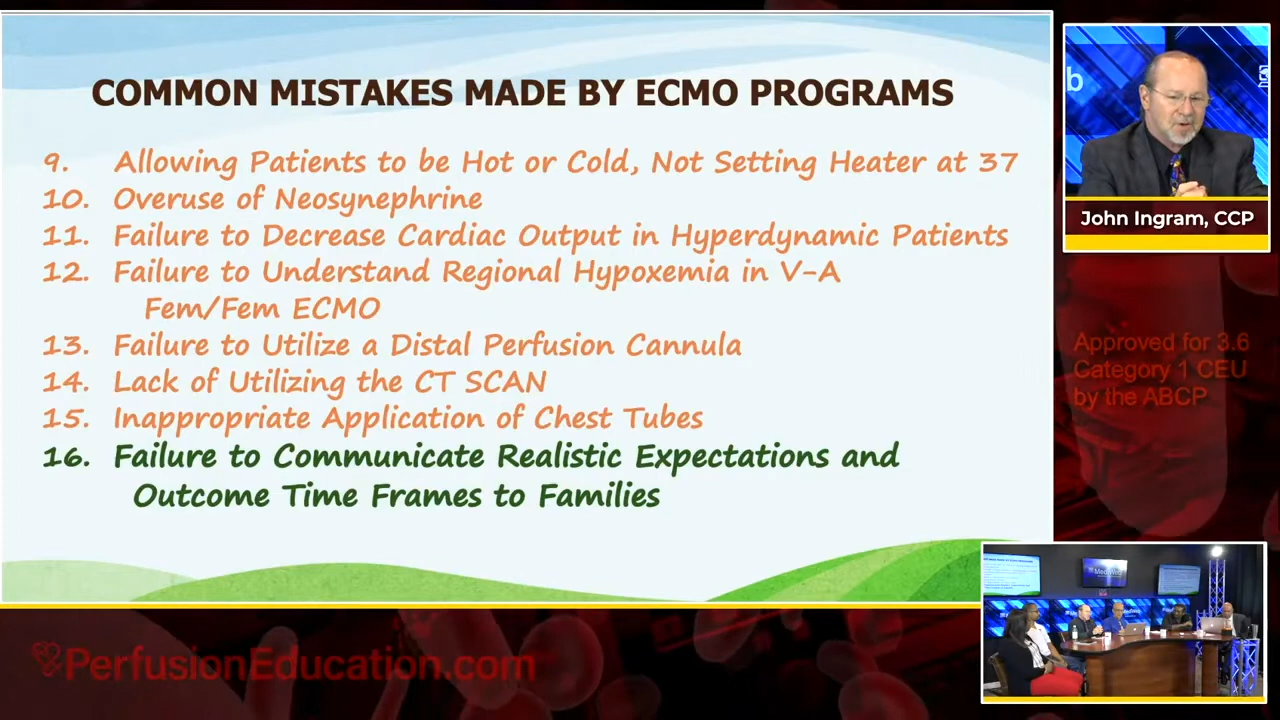 COMMON MISTAKES MADE BY ECMO PROGRAMS
9. Allowing Patients to be Hot or Cold, Not Setting Heater at 37
10. Overuse of Neosynephrine
11. Failure to Decrease Cardiac Output in Hyperdynamic Patients
12. Failure to Understand Regional Hypoxemia in V-A
Fem/Fem ECMO
13. Failure to Utilize a Distal Perfusion Cannula
14. Lack of Utilizing the CT SCAN
15. Inappropriate Application of Chest Tubes
16. Failure to Communicate Realistic Expectations and
Outcome Time Frames to Families
b
John Ingram, CCP
Approved for 3.6
Category 1 CEU
by the ABCP
PerfusionEducation.com